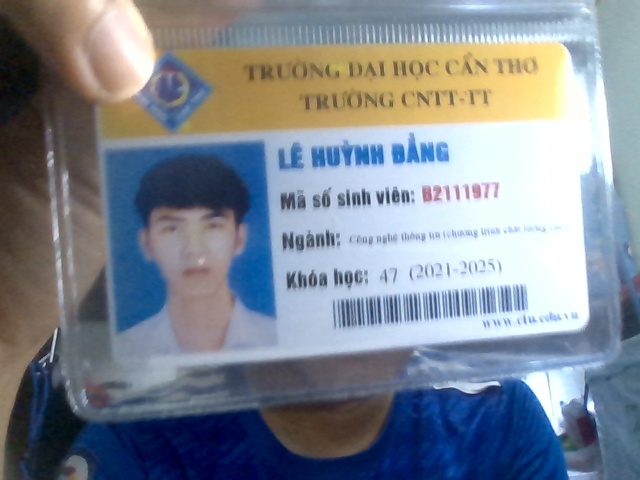 TRƯỜNG ĐẠI HỌC CẦN THƠ
TRƯỜNG CNTT-TT
LÊ HUỲNH ĐẲNG
Mã số sinh viên: B2111977
Ngành: Công nghệ thông tin (chương trình chất lượng
Khóa học: 47 (2021-2025)
www.ctu.edu.vn